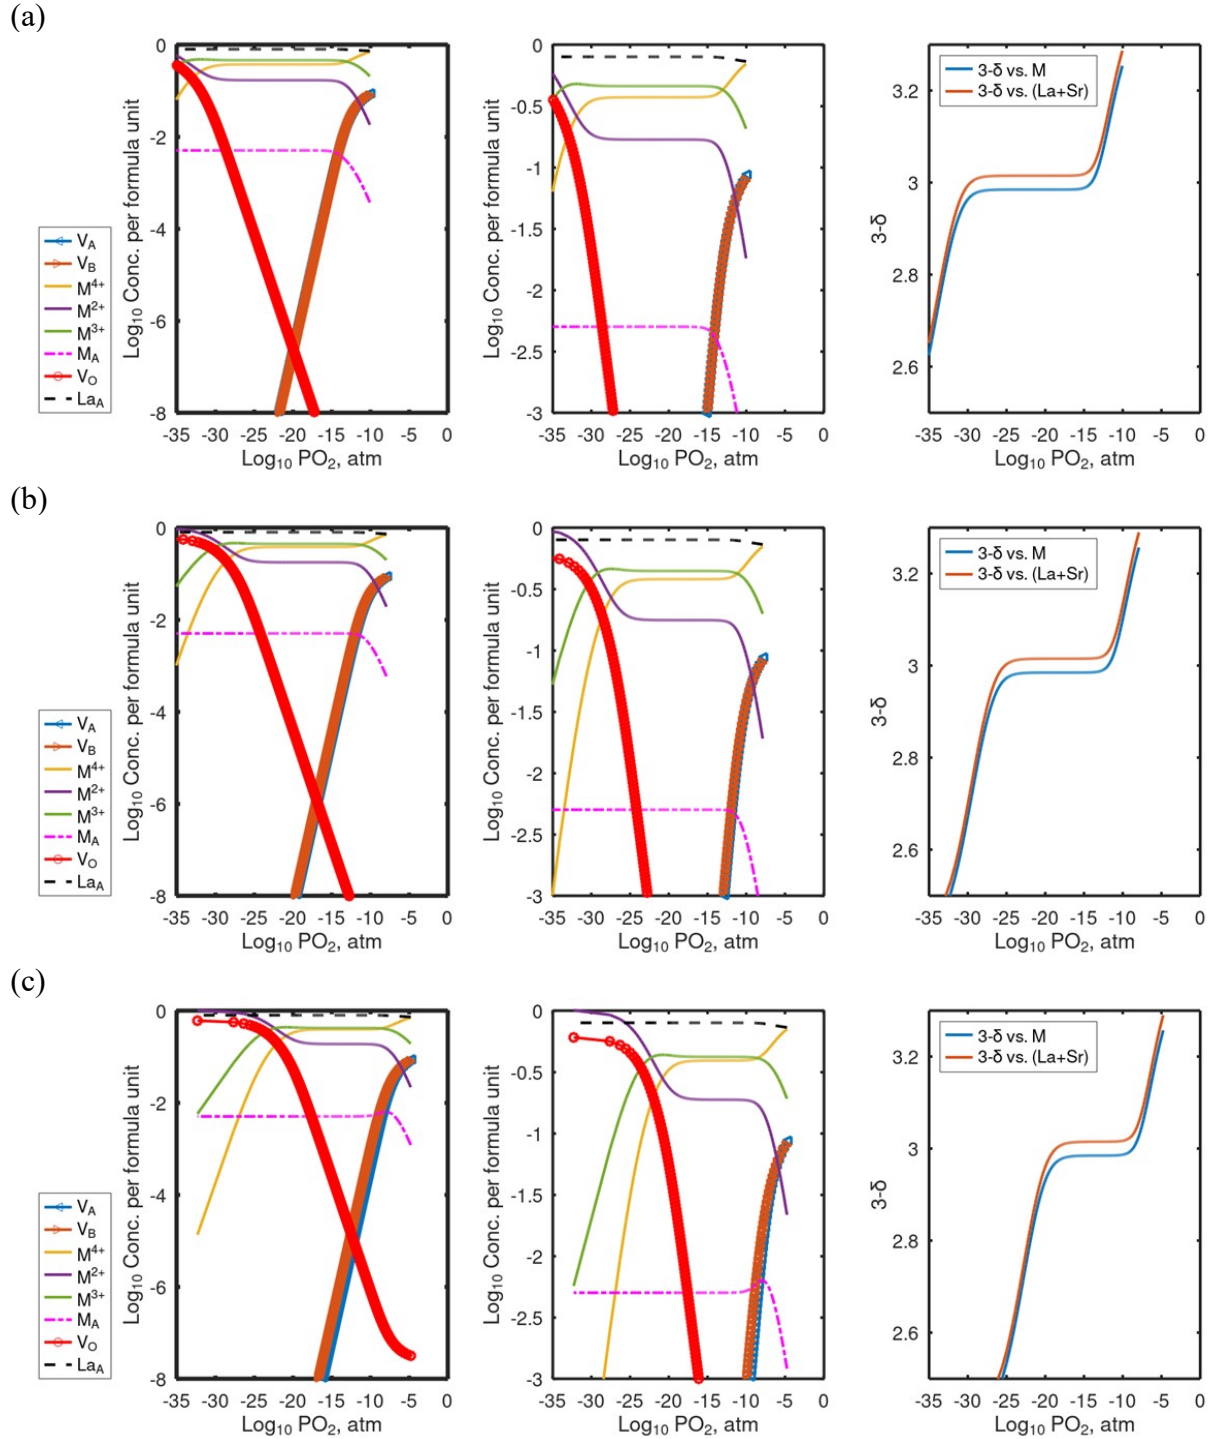 (a)
0
-2
-4
-6
-8
-35 -30 -25 -20 -15 -10 -5 0
Log10 PO2, atm
Log10 Conc. per formula unit
VA
VB
M4+
M2+
M3+
MA
VO
LaA
0
-0.5
-1
-1.5
-2
-2.5
-3
-35 -30 -25 -20 -15 -10 -5 0
Log10 PO2, atm
Log10 Conc. per formula unit
3-δ vs. M
3-δ vs. (La+Sr)
3.2
3
2.8
2.6
3-δ
-35 -30 -25 -20 -15 -10 -5 0
Log10 PO2, atm
(b)
0
-2
-4
-6
-8
-35 -30 -25 -20 -15 -10 -5 0
Log10 PO2, atm
Log10 Conc. per formula unit
VA
VB
M4+
M2+
M3+
MA
VO
LaA
0
-0.5
-1
-1.5
-2
-2.5
-3
-35 -30 -25 -20 -15 -10 -5 0
Log10 PO2, atm
Log10 Conc. per formula unit
3-δ vs. M
3-δ vs. (La+Sr)
3.2
3
2.8
2.6
3-δ
-35 -30 -25 -20 -15 -10 -5 0
Log10 PO2, atm
(c)
0
-2
-4
-6
-8
-35 -30 -25 -20 -15 -10 -5 0
Log10 PO2, atm
Log10 Conc. per formula unit
VA
VB
M4+
M2+
M3+
MA
VO
LaA
0
-0.5
-1
-1.5
-2
-2.5
-3
-35 -30 -25 -20 -15 -10 -5 0
Log10 PO2, atm
Log10 Conc. per formula unit
3-δ vs. M
3-δ vs. (La+Sr)
3.2
3
2.8
2.6
3-δ
-35 -30 -25 -20 -15 -10 -5 0
Log10 PO2, atm